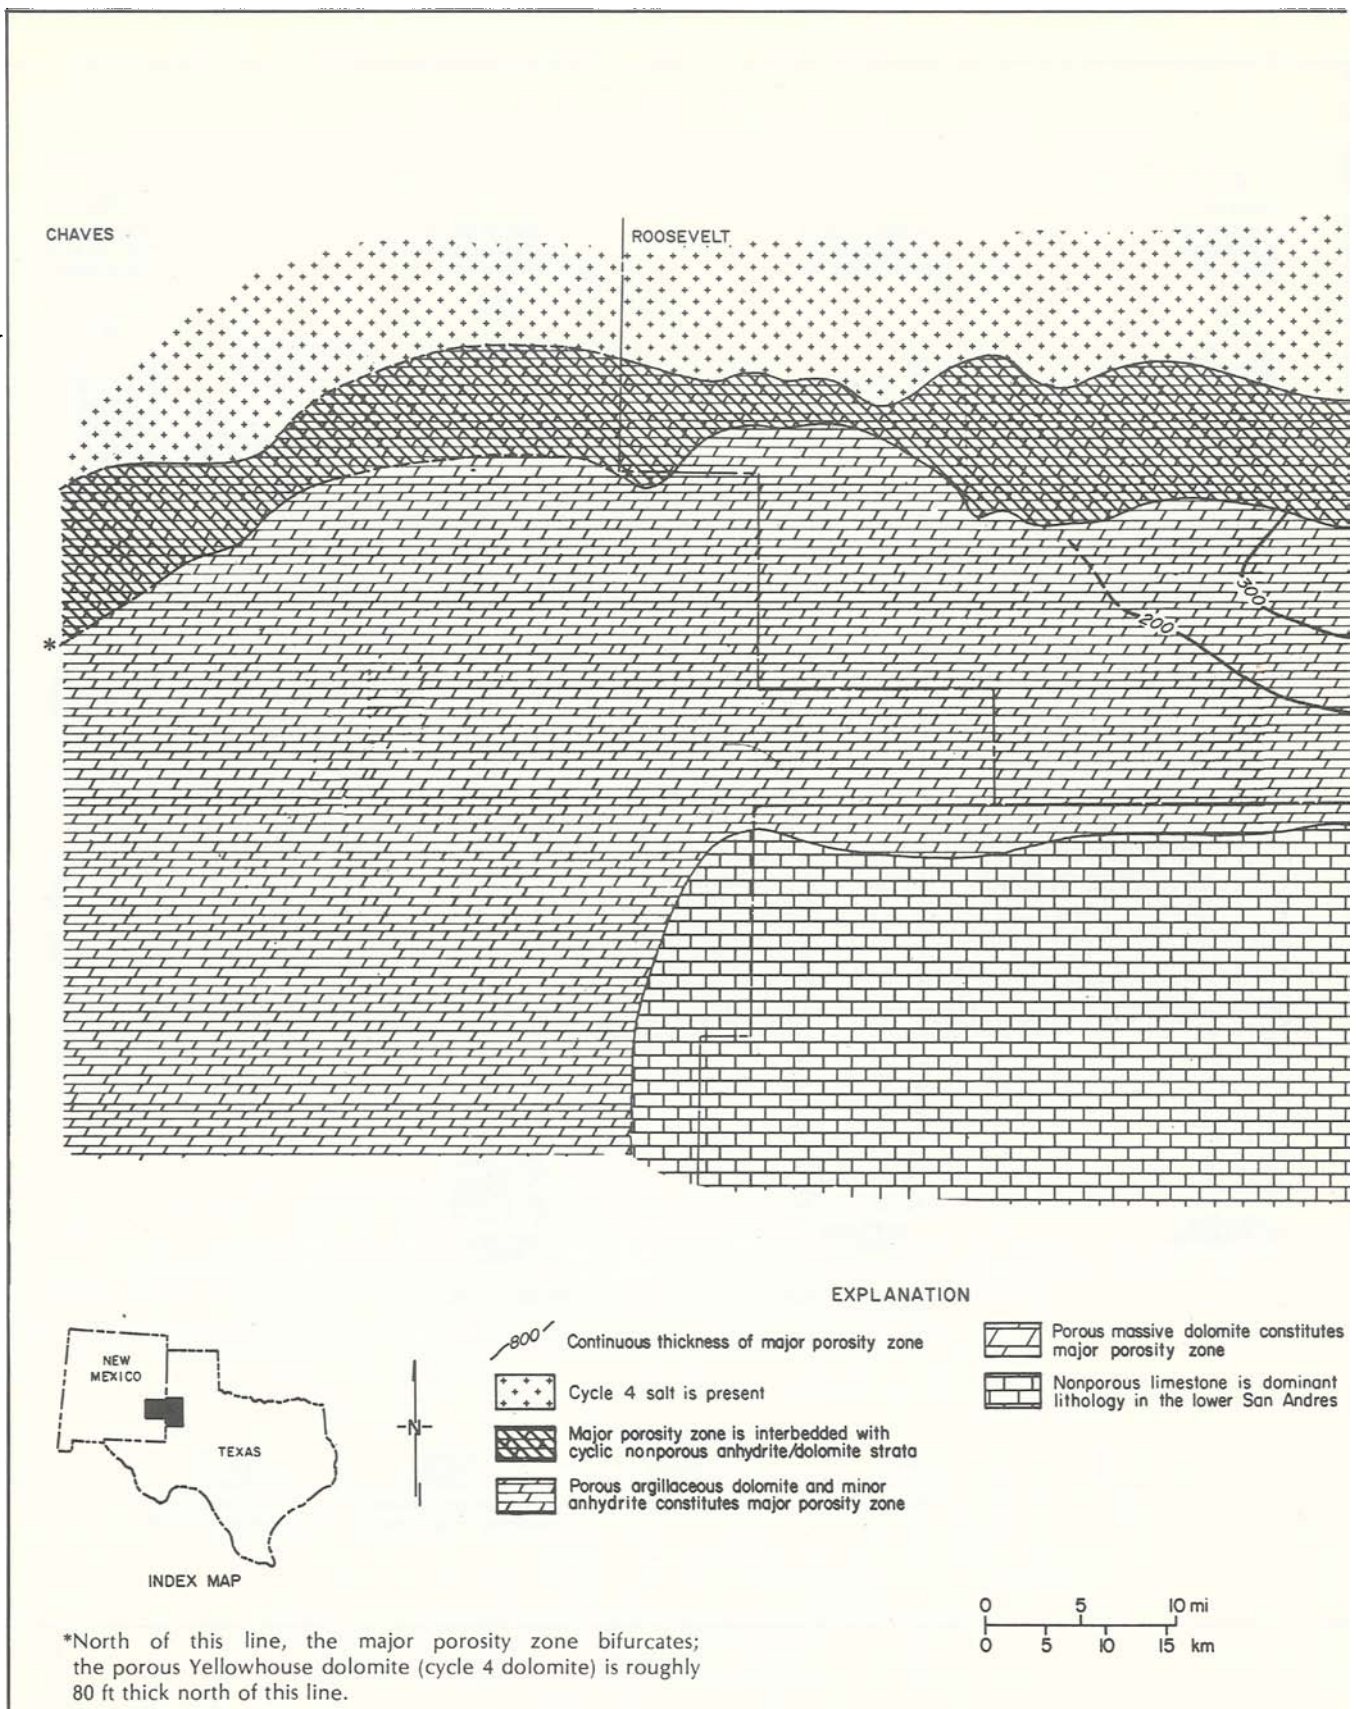 CHAVES
ROOSEVELT
300
200
*
EXPLANATION
800 Continuous thickness of major porosity zone
Cycle 4 salt is present
Major porosity zone is interbedded with
cyclic nonporous anhydrite/dolomite strata
Porous argillaceous dolomite and minor
anhydrite constitutes major porosity zone
Porous massive dolomite constitutes
major porosity zone
Nonporous limestone is dominant
lithology in the lower San Andres
NEW
MEXICO
TEXAS
N
INDEX MAP
0 5 10 mi
0 5 10 15 km
*North of this line, the major porosity zone bifurcates;
the porous Yellowhouse dolomite (cycle 4 dolomite) is roughly
80 ft thick north of this line.